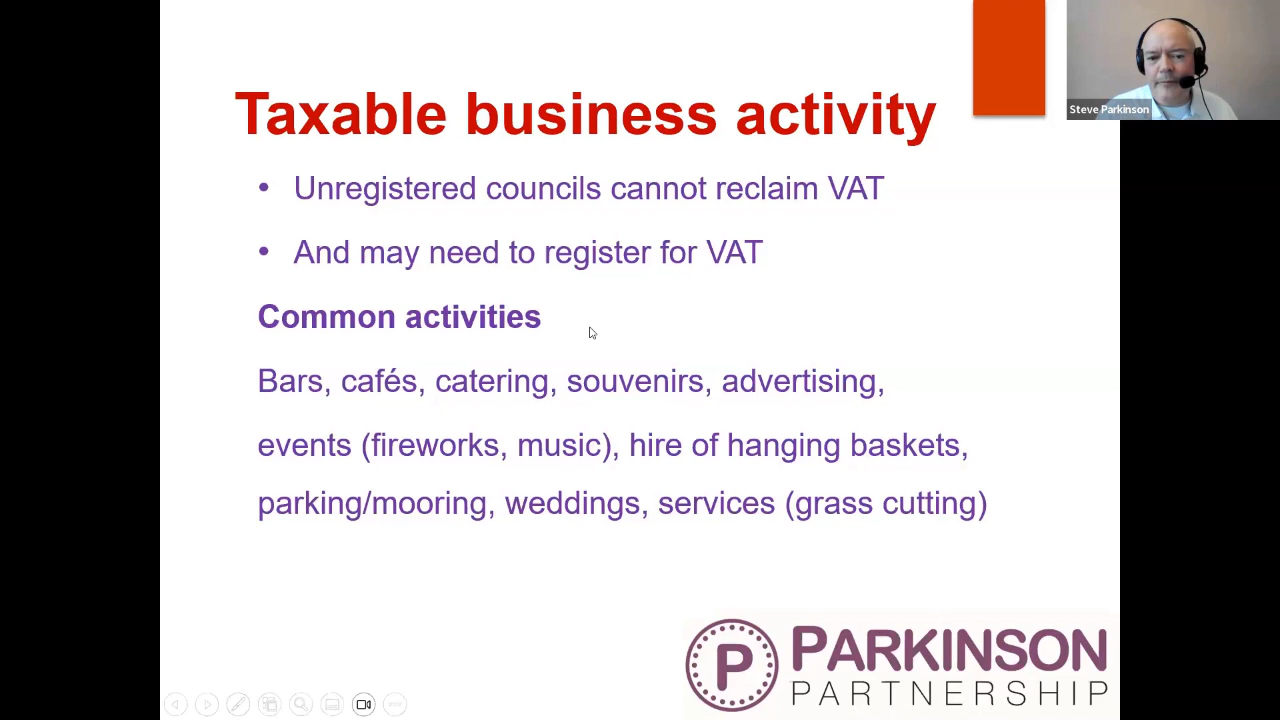 Taxable business activity
Steve Parkinson
• Unregistered councils cannot reclaim VAT
• And may need to register for VAT
Common activities
Bars, cafés, catering, souvenirs, advertising,
events (fireworks, music), hire of hanging baskets,
parking/mooring, weddings, services (grass cutting)
P
PARKINSON
PARTNERSHIP